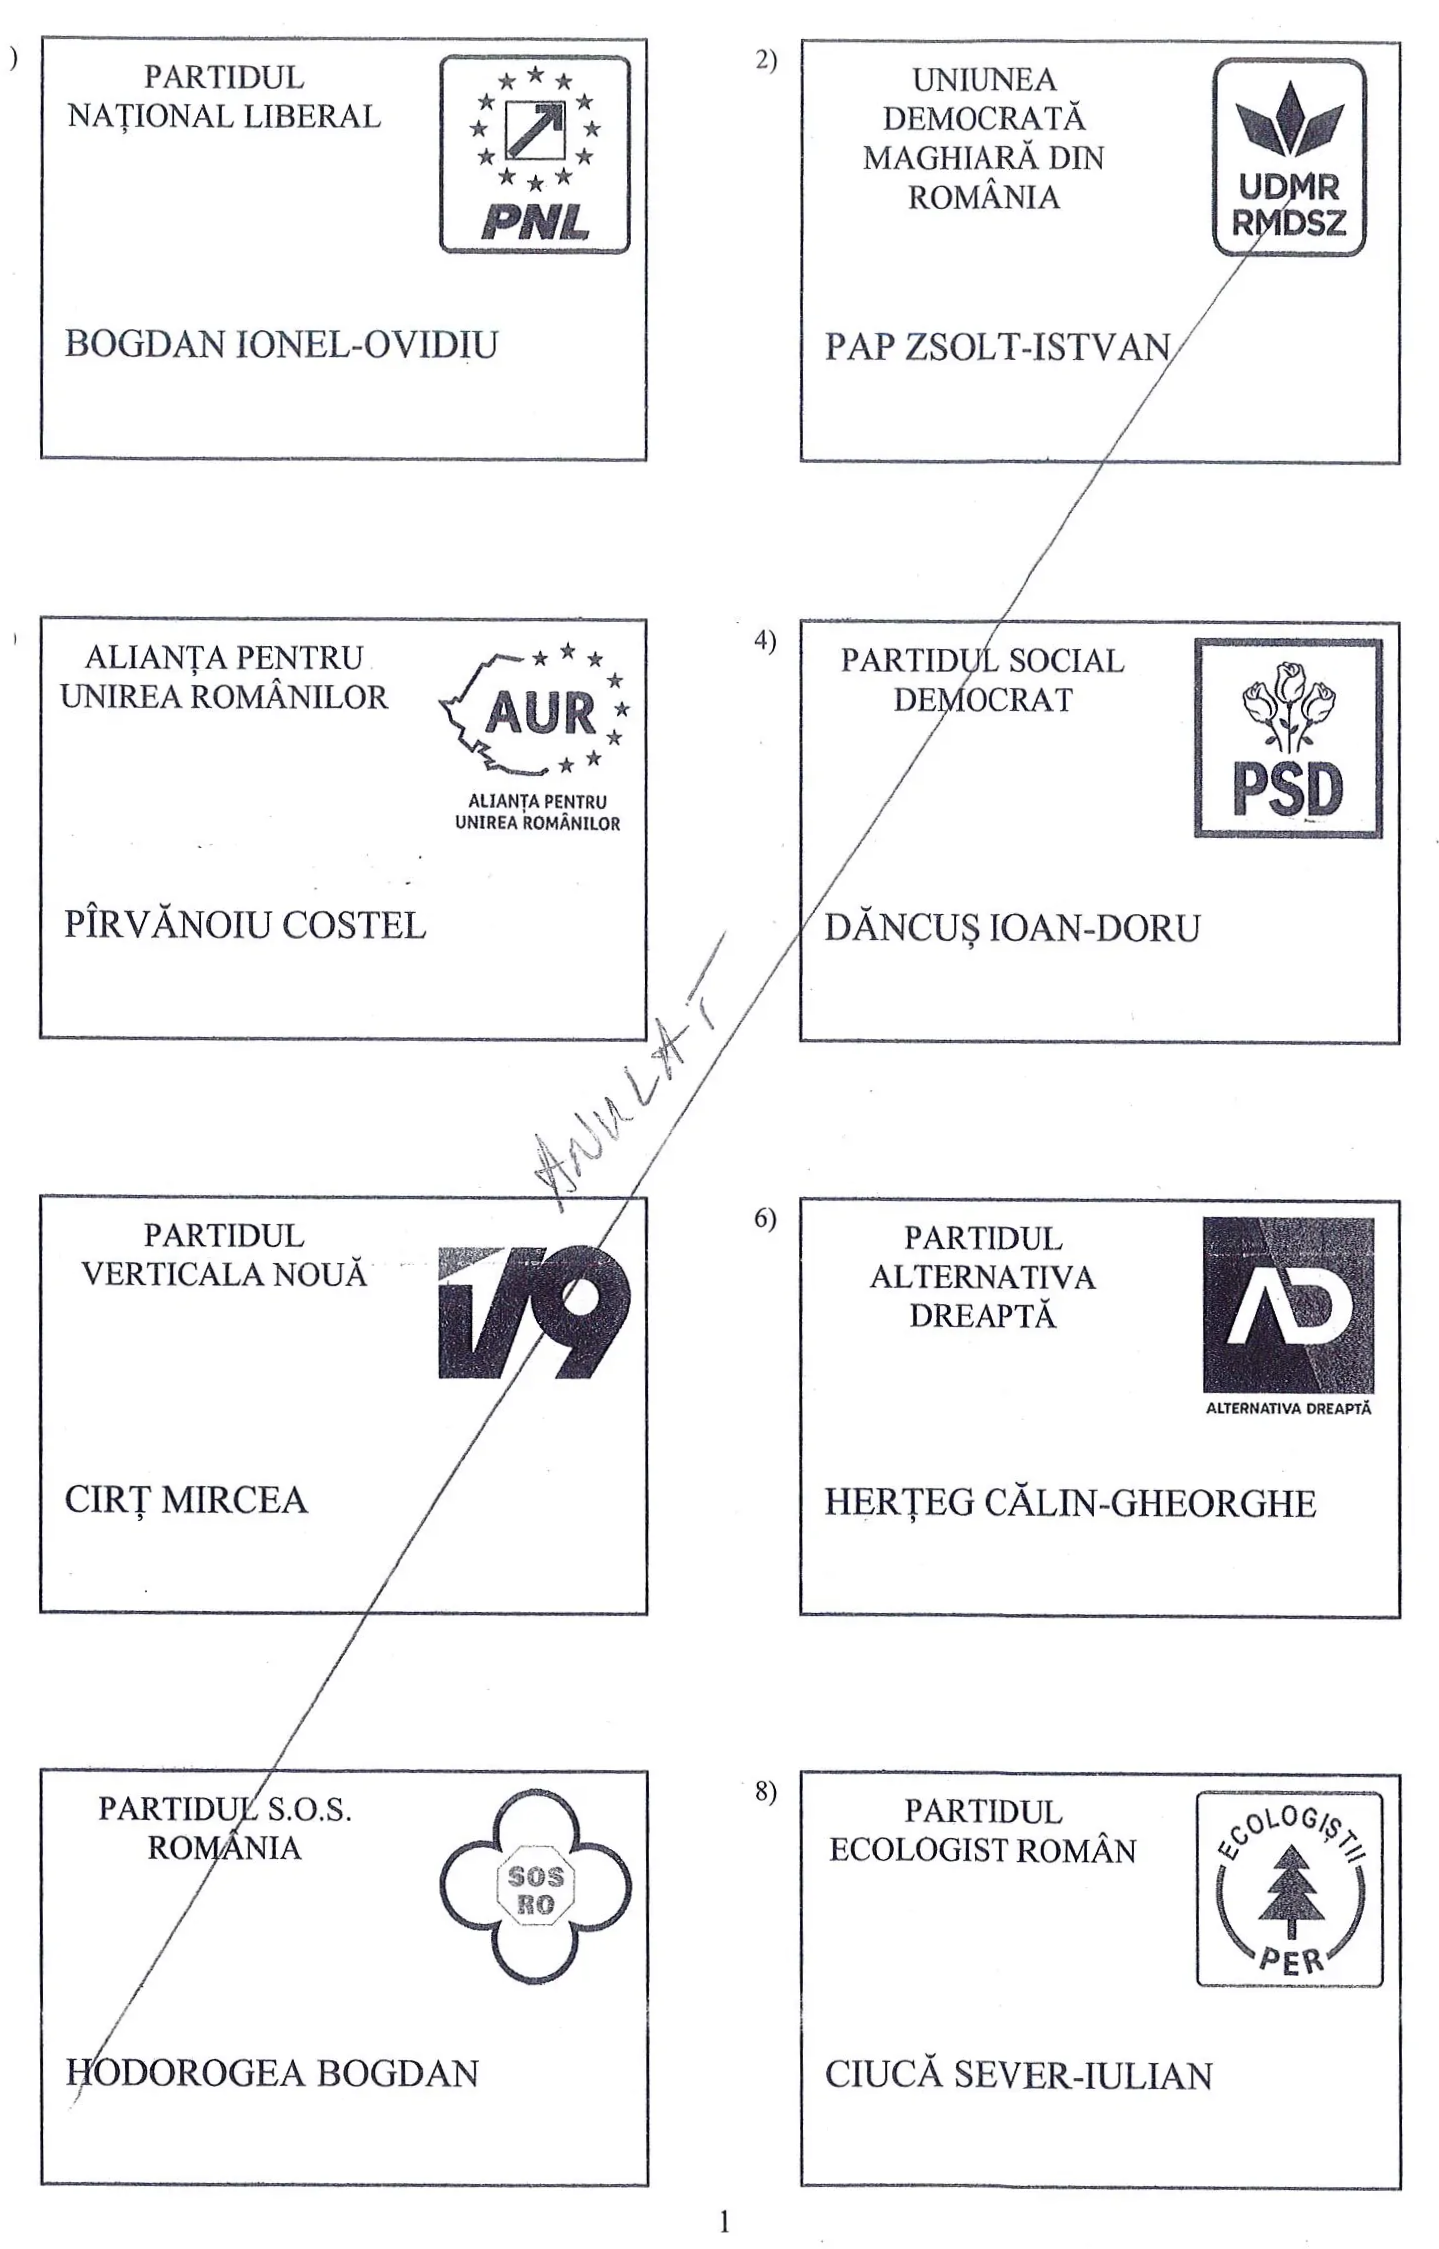 )
PARTIDUL
NAȚIONAL LIBERAL
PNL
BOGDAN IONEL-OVIDIU
2)
UNIUNEA
DEMOCRATĂ
MAGHIARĂ DIN
ROMÂNIA
UDMR
RMDSZ
PAP ZSOLT-ISTVAN
)
ALIANȚA PENTRU
UNIREA ROMÂNILOR
AUR
ALIANȚA PENTRU
UNIREA ROMÂNILOR
PÎRVĂNOIU COSTEL
4)
PARTIDUL SOCIAL
DEMOCRAT
PSD
DĂNCUȘ IOAN-DORU
ANULAT
PARTIDUL
VERTICALA NOUĂ
CIRȚ MIRCEA
6)
PARTIDUL
ALTERNATIVA
DREAPTĂ
AD
ALTERNATIVA DREAPTĂ
HERȚEG CĂLIN-GHEORGHE
PARTIDUL S.O.S.
ROMÂNIA
SOS
RO
HODOROGEA BOGDAN
8)
PARTIDUL
ECOLOGIST ROMÂN
ECOLOGIȘTII
PER
CIUCĂ SEVER-IULIAN
1